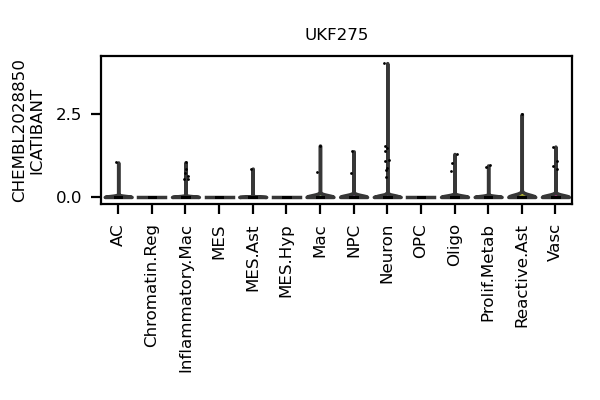 UKF275
CHEMBL2028850
ICATIBANT
2.5
0.0
AC
Chromatin.Reg
Inflammatory.Mac
MES
MES.Ast
MES.Hyp
Mac
NPC
Neuron
OPC
Oligo
Prolif.Metab
Reactive.Ast
Vasc